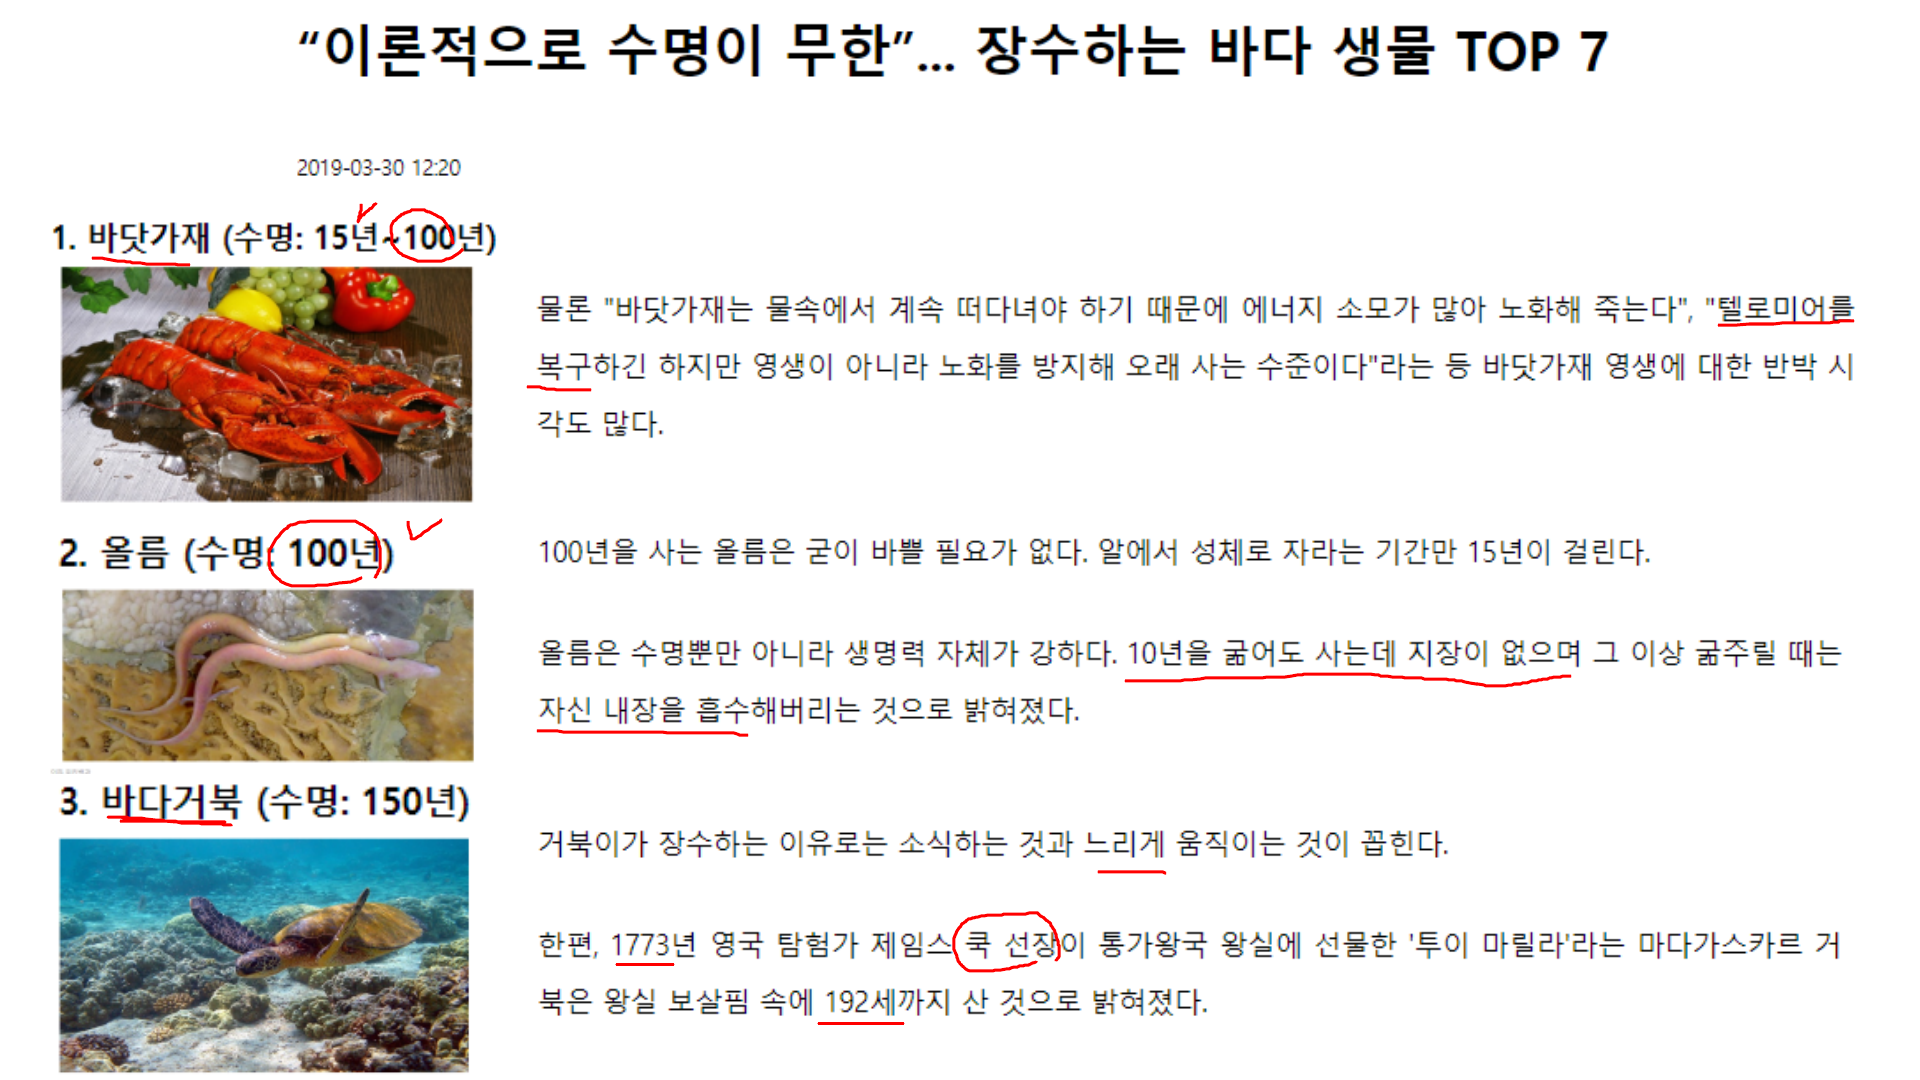 “이론적으로 수명이 무한”... 장수하는 바다 생물 TOP 7
2019-03-30 12:20
1. 바닷가재 (수명: 15년~100년)
물론 "바닷가재는 물속에서 계속 떠다녀야 하기 때문에 에너지 소모가 많아 노화해 죽는다", "텔로미어를
복구하긴 하지만 영생이 아니라 노화를 방지해 오래 사는 수준이다"라는 등 바닷가재 영생에 대한 반박 시
각도 많다.
2. 올름 (수명: 100년)
100년을 사는 올름은 굳이 바쁠 필요가 없다. 알에서 성체로 자라는 기간만 15년이 걸린다.
올름은 수명뿐만 아니라 생명력 자체가 강하다. 10년을 굶어도 사는데 지장이 없으며 그 이상 굶주릴 때는
자신 내장을 흡수해버리는 것으로 밝혀졌다.
3. 바다거북 (수명: 150년)
거북이가 장수하는 이유로는 소식하는 것과 느리게 움직이는 것이 꼽힌다.
한편, 1773년 영국 탐험가 제임스 쿡 선장이 통가왕국 왕실에 선물한 '투이 마릴라'라는 마다가스카르 거
북은 왕실 보살핌 속에 192세까지 산 것으로 밝혀졌다.